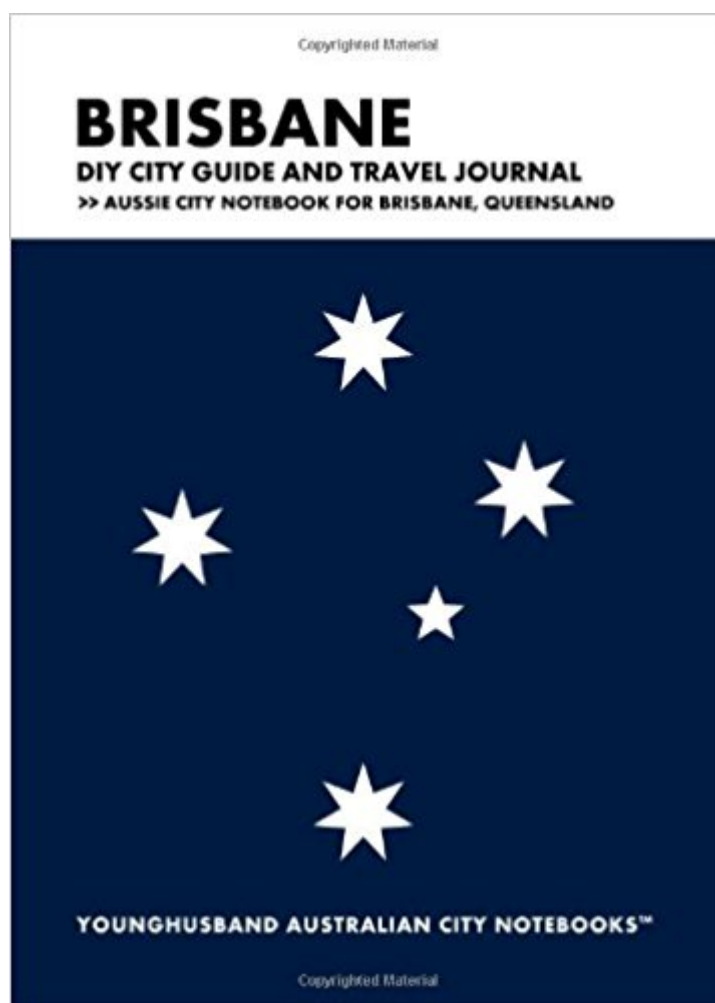 Copyrighted Material
BRISBANE
DIY CITY GUIDE AND TRAVEL JOURNAL
>> AUSSIE CITY NOTEBOOK FOR BRISBANE, QUEENSLAND
YOUNGHUSBAND AUSTRALIAN CITY NOTEBOOKS™
Copyrighted Material